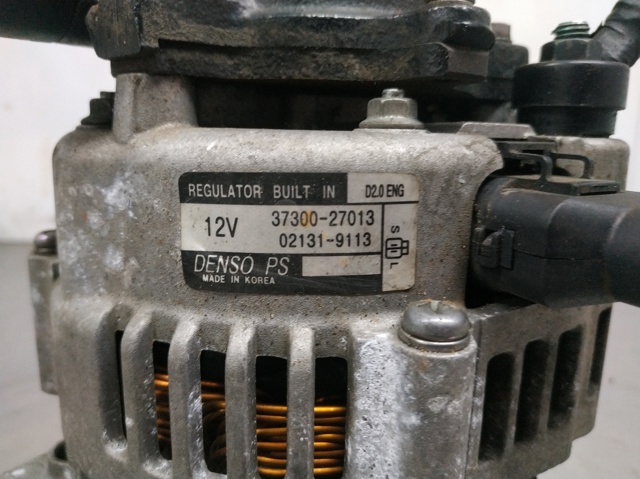 REGULATOR BUILT IN D2.0 ENG
12V 37300-27013
02131-9113
S
L
DENSO PS
MADE IN KOREA